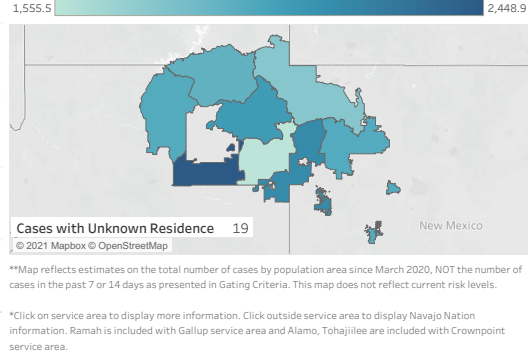 1,555.5 2,448.9
New Mexico
Cases with Unknown Residence 19
© 2021 Mapbox © OpenStreetMap
**Map reflects estimates on the total number of cases by population area since March 2020, NOT the number of
cases in the past 7 or 14 days as presented in Gating Criteria. This map does not reflect current risk levels.
*Click on service area to display more information. Click outside service area to display Navajo Nation
information. Ramah is included with Gallup service area and Alamo, Tohajiilee are included with Crownpoint
service area.